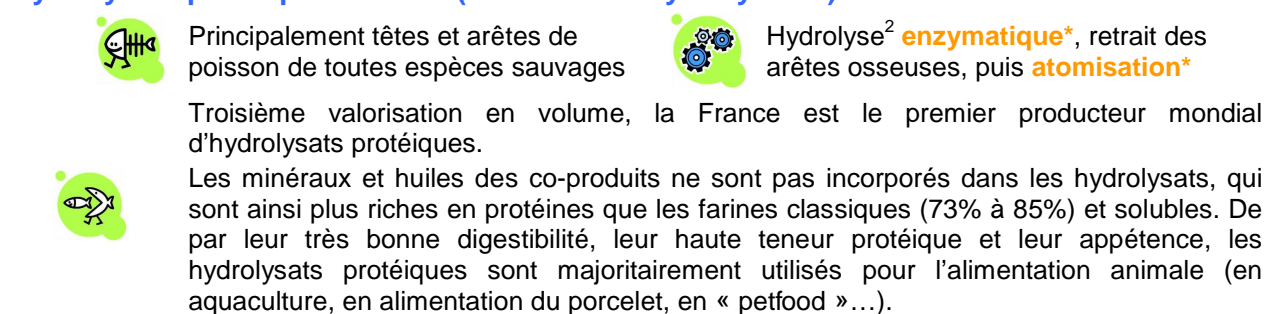 Principalement têtes et arêtes de
poisson de toutes espèces sauvages
Hydrolyse² enzymatique*, retrait des
arêtes osseuses, puis atomisation*
Troisième valorisation en volume, la France est le premier producteur mondial
d'hydrolysats protéiques.
Les minéraux et huiles des co-produits ne sont pas incorporés dans les hydrolysats, qui
sont ainsi plus riches en protéines que les farines classiques (73% à 85%) et solubles. De
par leur très bonne digestibilité, leur haute teneur protéique et leur appétence, les
hydrolysats protéiques sont majoritairement utilisés pour l'alimentation animale (en
aquaculture, en alimentation du porcelet, en « petfood »…).